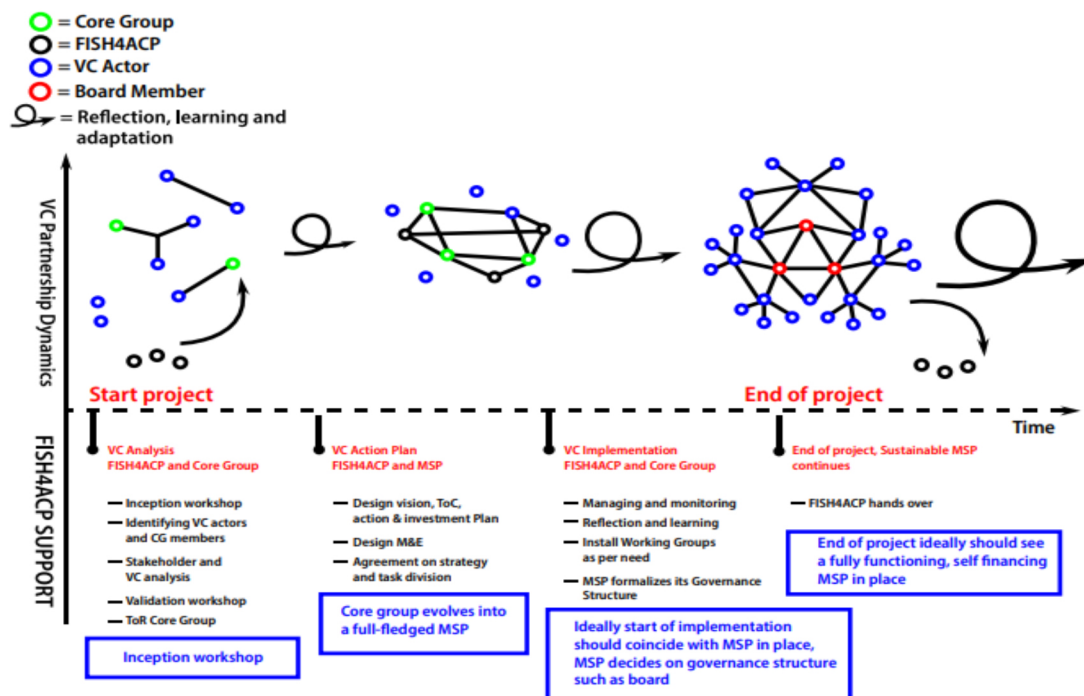 = Core Group
= FISH4ACP
= VC Actor
= Board Member
= Reflection, learning and
adaptation
VC Partnership Dynamics
Start project
End of project
Time
FISH4ACP SUPPORT
VC Analysis
FISH4ACP and Core Group
— Inception workshop
— Identifying VC actors
and CG members
— Stakeholder and
VC analysis
— Validation workshop
— ToR Core Group
Inception workshop
VC Action Plan
FISH4ACP and MSP
— Design vision, ToC,
action & investment Plan
— Design M&E
— Agreement on strategy
and task division
Core group evolves into
a full-fledged MSP
VC Implementation
FISH4ACP and Core Group
— Managing and monitoring
— Reflection and learning
— Install Working Groups
as per need
— MSP formalizes its Governance
Structure
Ideally start of implementation
should coincide with MSP in place,
MSP decides on governance structure
such as board
End of project, Sustainable MSP
continues
— FISH4ACP hands over
End of project ideally should see
a fully functioning, self financing
MSP in place